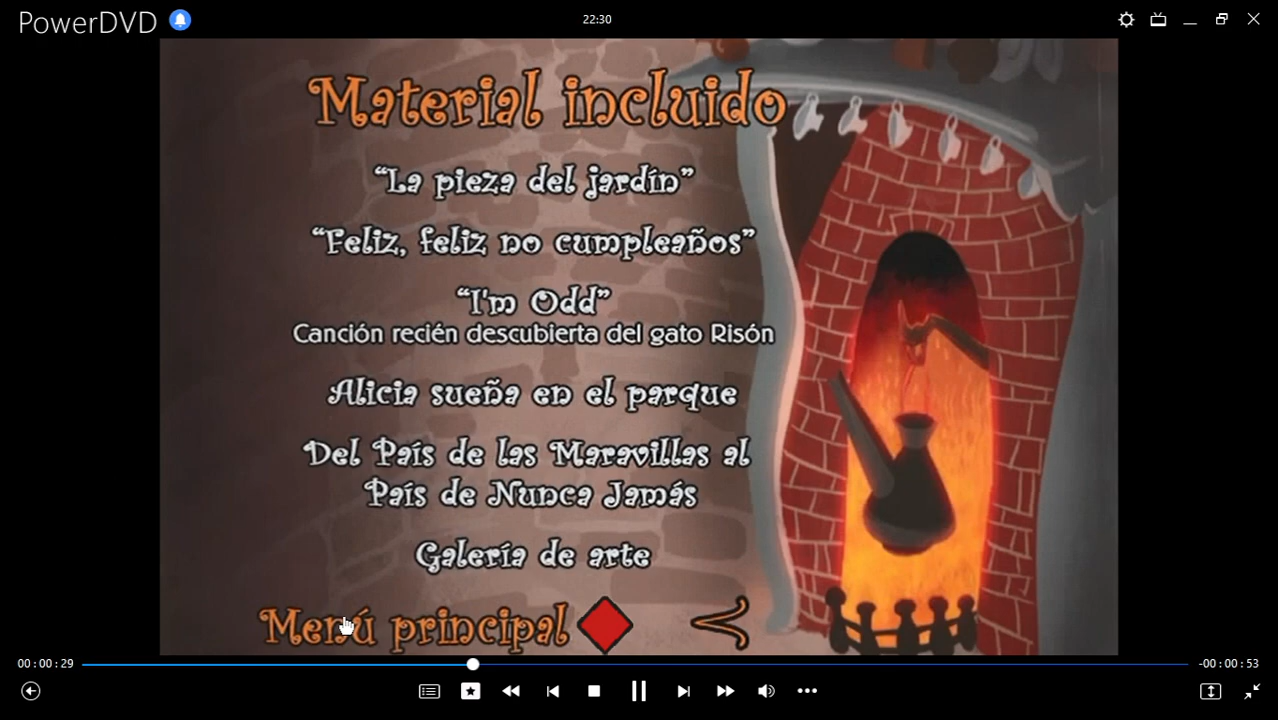 PowerDVD
22:30
Material incluido
“La pieza del jardín”
“Feliz, feliz no cumpleaños”
“I'm Odd”
Canción recién descubierta del gato Risón
Alicia sueña en el parque
Del País de las Maravillas al
País de Nunca Jamás
Galería de arte
Menú principal
00:00:29
-00:00:53